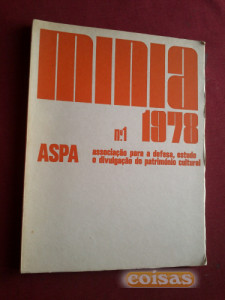 minia
nº1 1978
ASPA associação para a defesa, estudo
e divulgação do património cultural
coisas